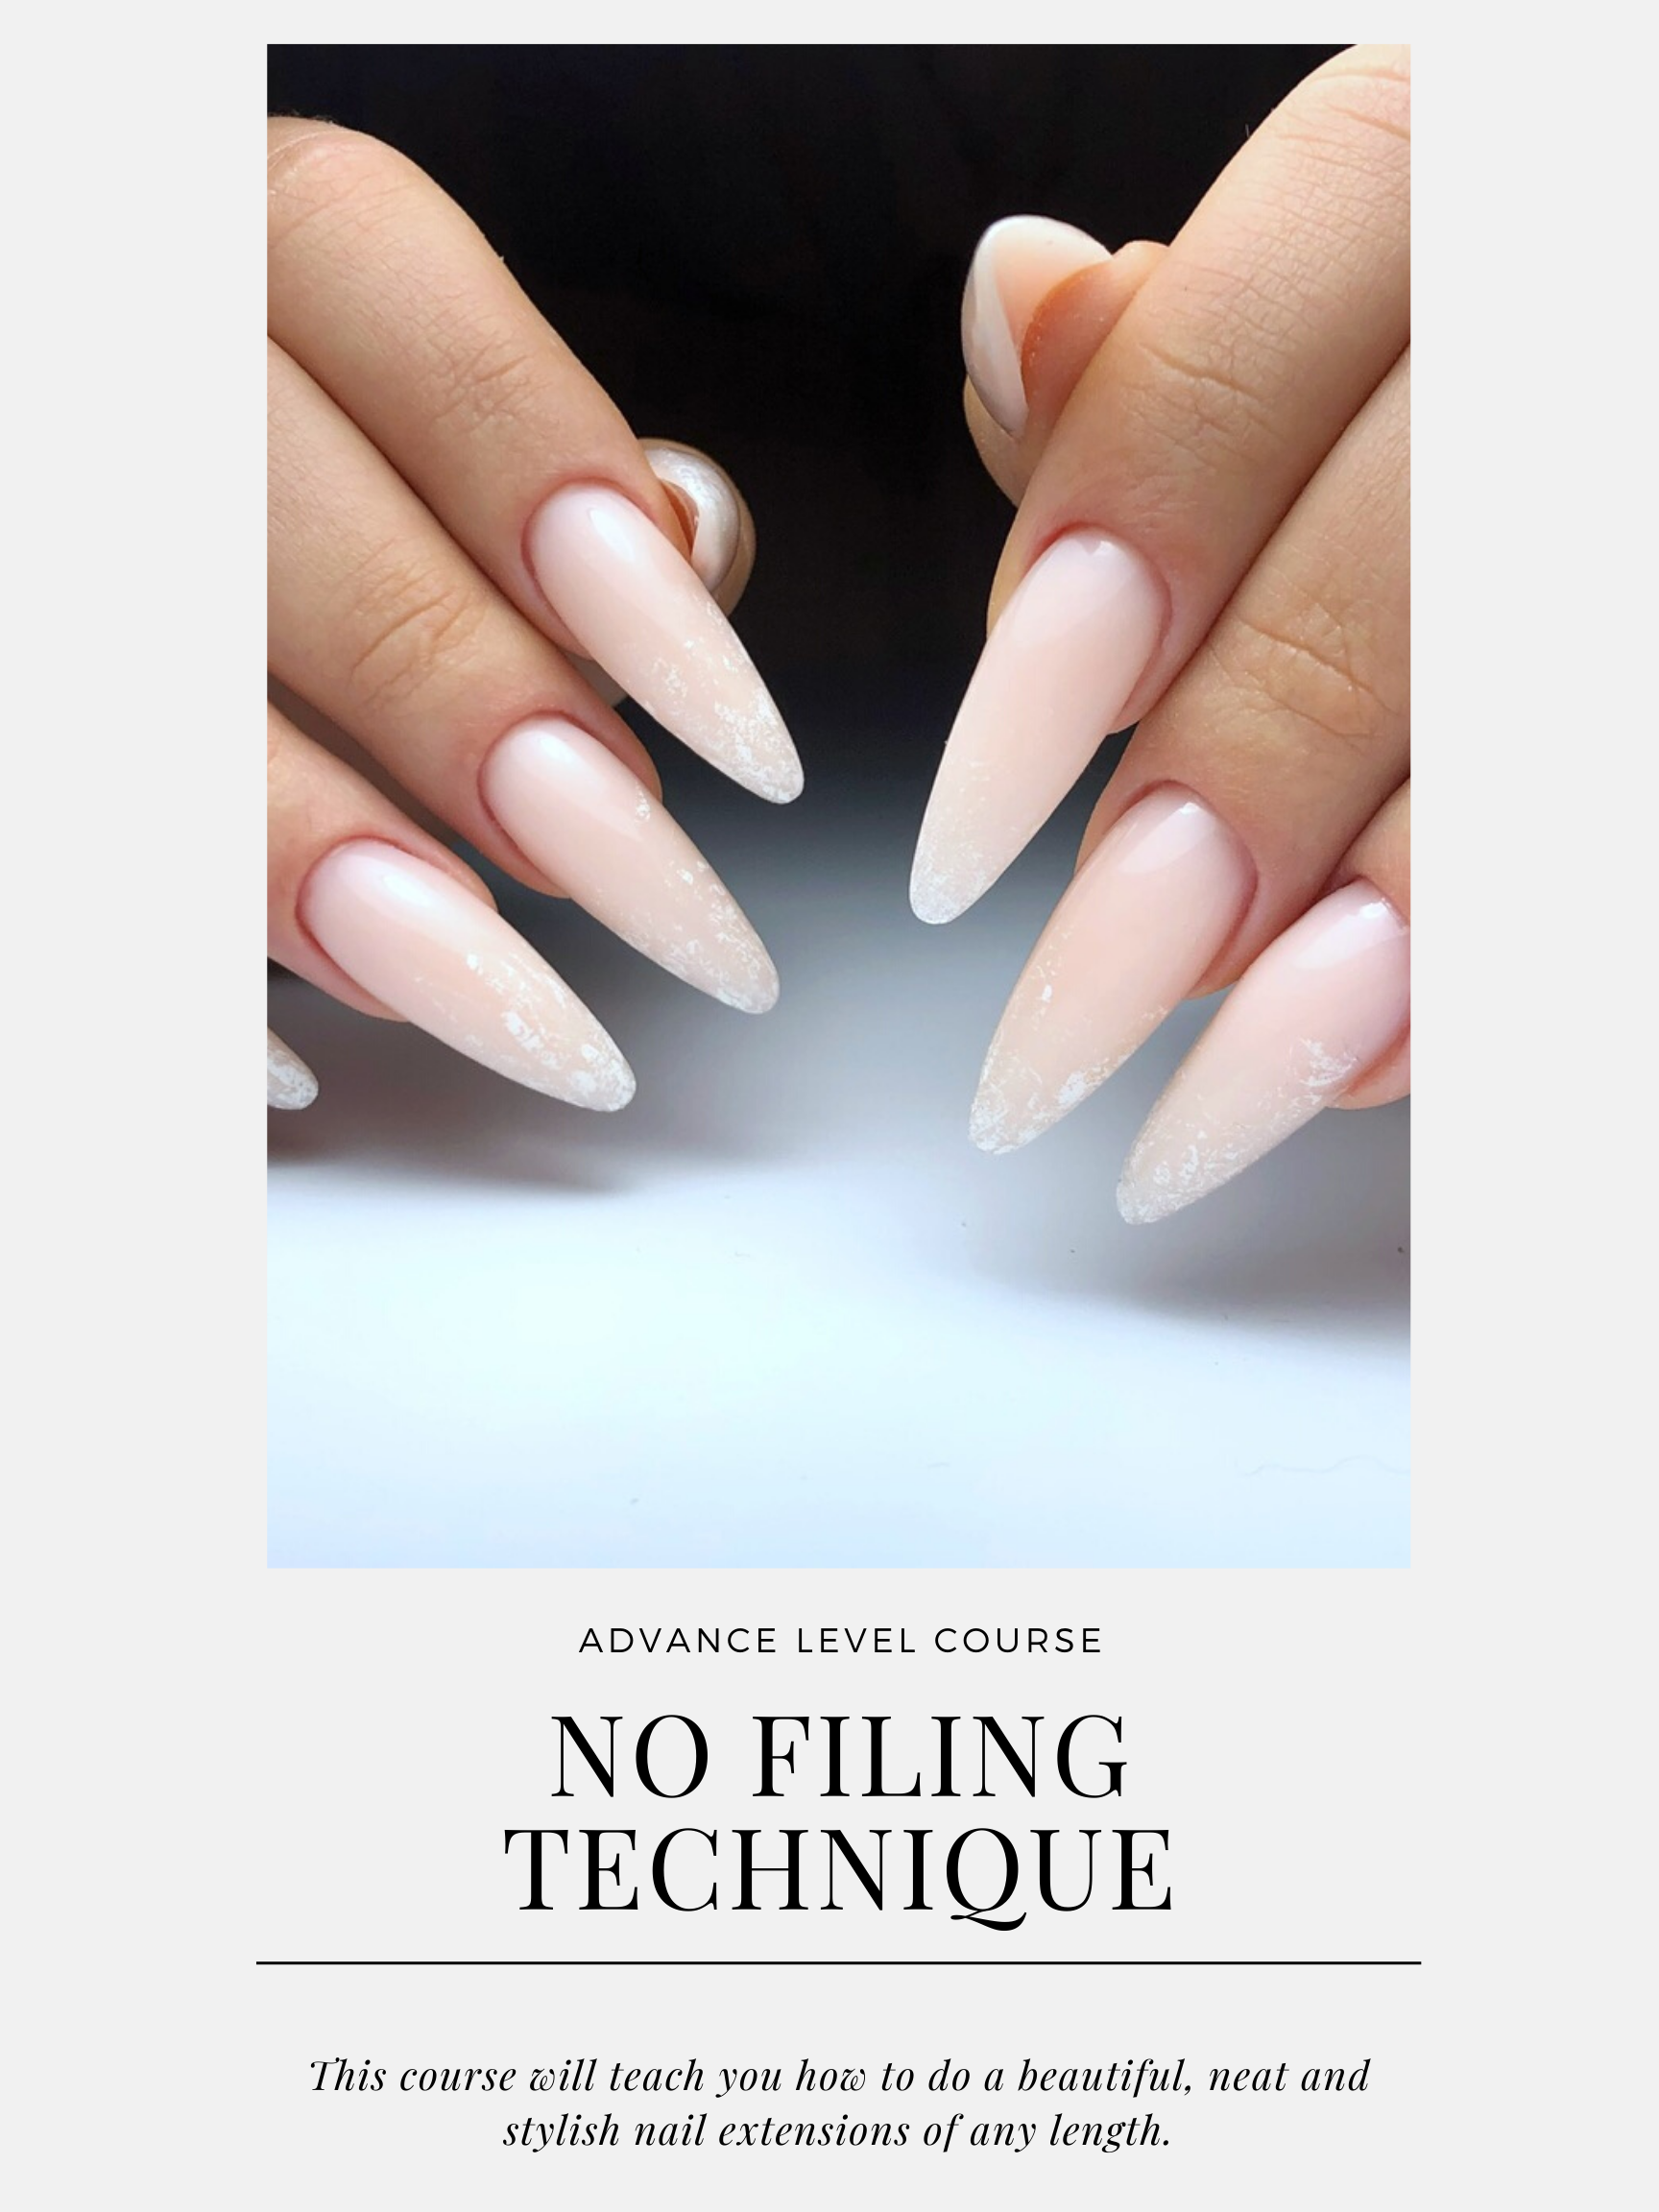 ADVANCE LEVEL COURSE
NO FILING
TECHNIQUE
This course will teach you how to do a beautiful, neat and
stylish nail extensions of any length.